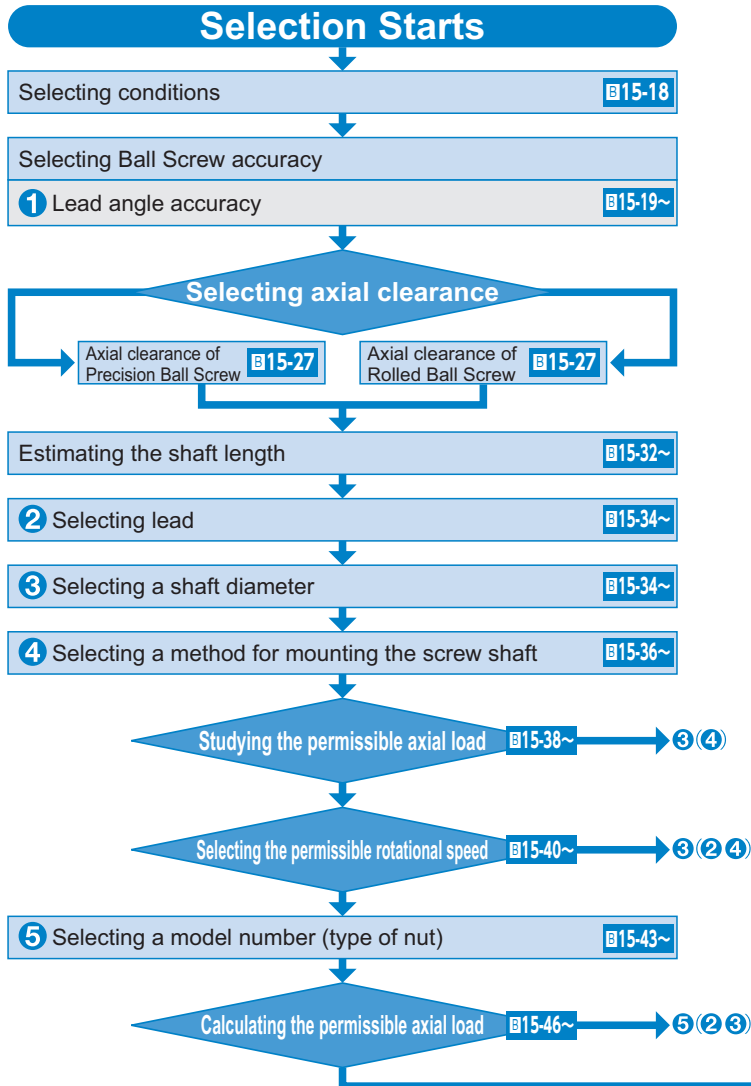 Selection Starts
Selecting conditions B15-18
Selecting Ball Screw accuracy
1 Lead angle accuracy B15-19~
Selecting axial clearance
Axial clearance of
Precision Ball Screw B15-27
Axial clearance of
Rolled Ball Screw B15-27
Estimating the shaft length B15-32~
2 Selecting lead B15-34~
3 Selecting a shaft diameter B15-34~
4 Selecting a method for mounting the screw shaft B15-36~
Studying the permissible axial load B15-38~ 3(4)
Selecting the permissible rotational speed B15-40~ 3(2 4)
5 Selecting a model number (type of nut) B15-43~
Calculating the permissible axial load B15-46~ 5(2 3)